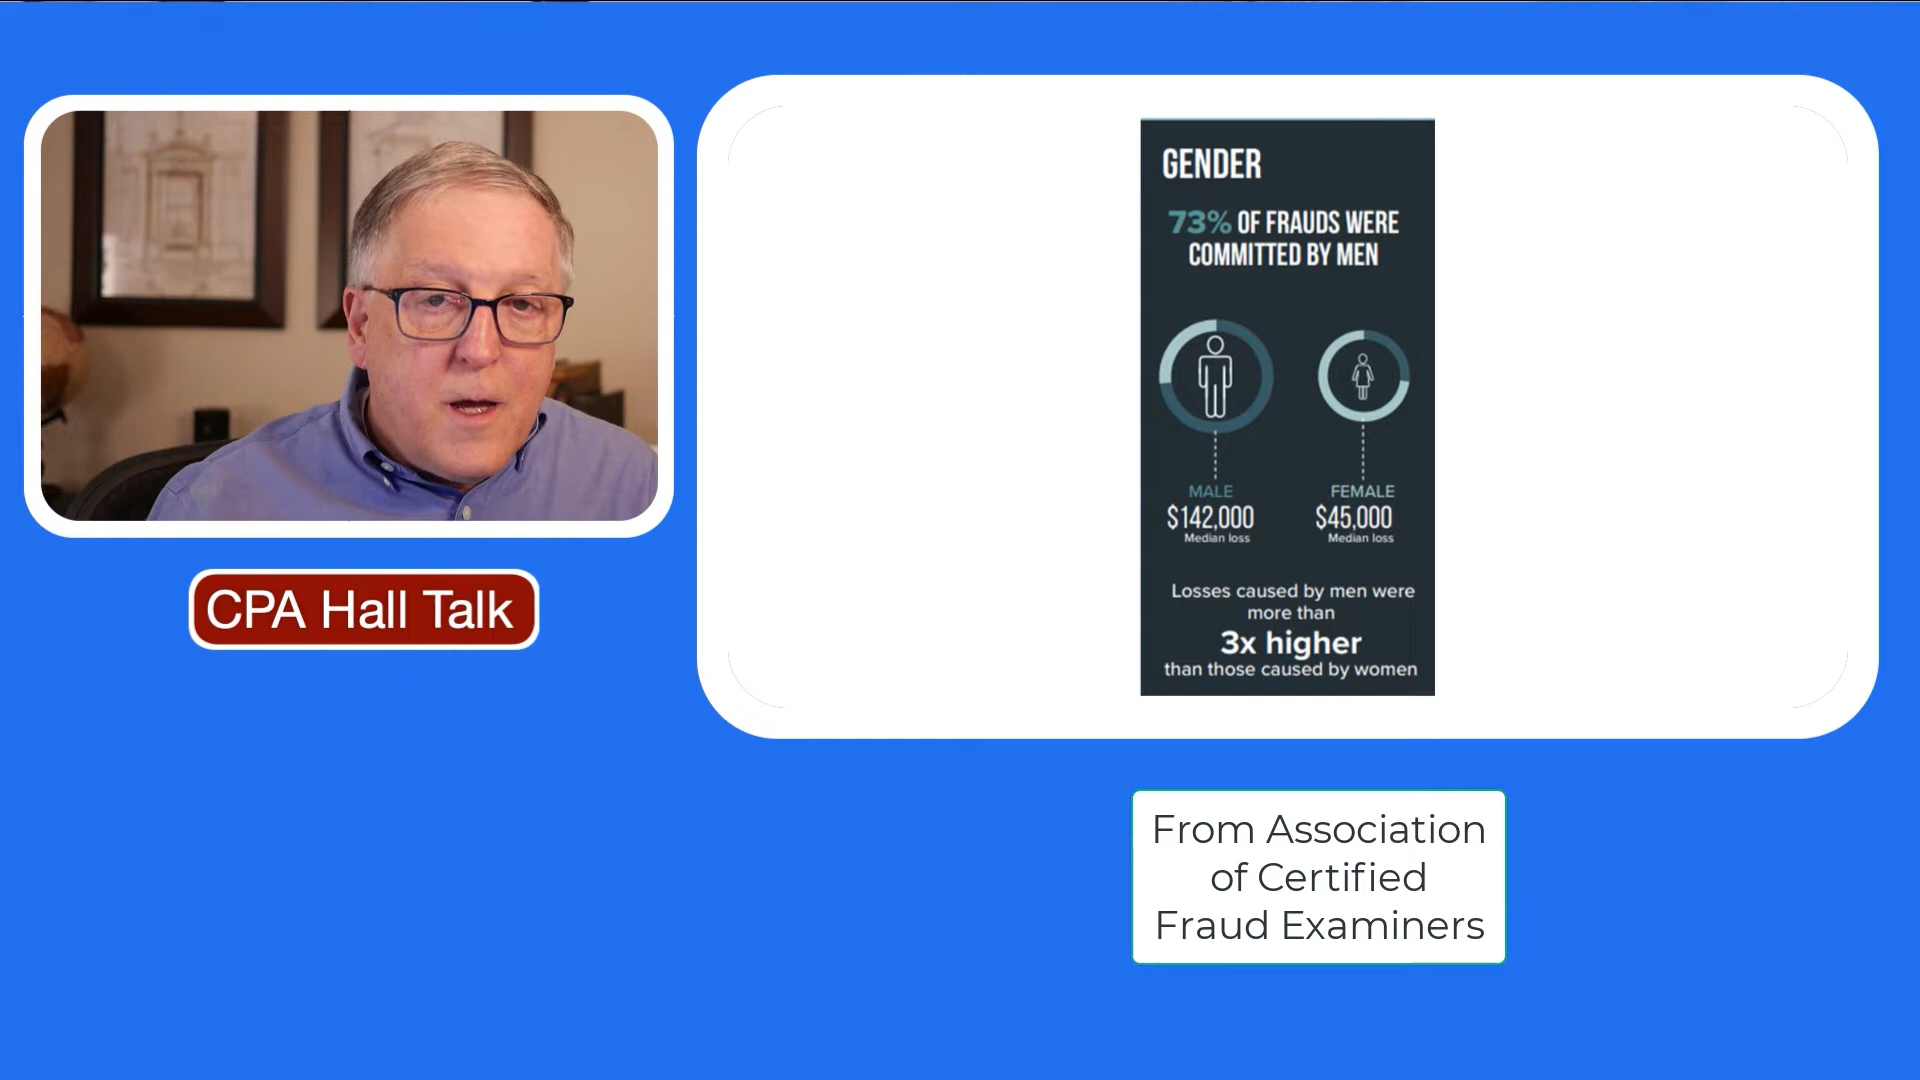 CPA Hall Talk
GENDER
73% OF FRAUDS WERE
COMMITTED BY MEN
MALE
$142,000
Median loss
FEMALE
$45,000
Median loss
Losses caused by men were
more than
3x higher
than those caused by women
From Association
of Certified
Fraud Examiners